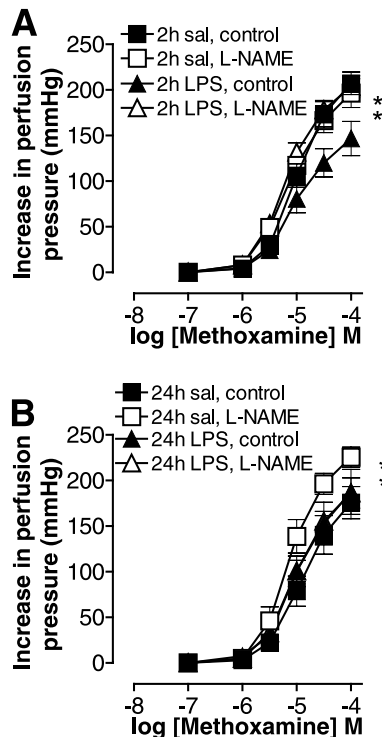 A
2h sal, control
2h sal, L-NAME
2h LPS, control
2h LPS, L-NAME
Increase in perfusion
pressure (mmHg)
250
200
150
100
50
0
*
*
-8 -7 -6 -5 -4
log [Methoxamine] M
B
24h sal, control
24h sal, L-NAME
24h LPS, control
24h LPS, L-NAME
Increase in perfusion
pressure (mmHg)
250
200
150
100
50
0
-8 -7 -6 -5 -4
log [Methoxamine] M